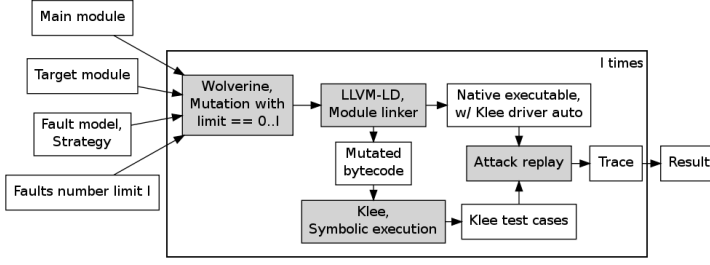 Main module
Target module
Fault model,
Strategy
Faults number limit l
l times
Wolverine,
Mutation with
limit == 0..l
LLVM-LD,
Module linker
Native executable,
w/ Klee driver auto
Mutated
bytecode
Attack replay
Trace
Result
Klee,
Symbolic execution
Klee test cases